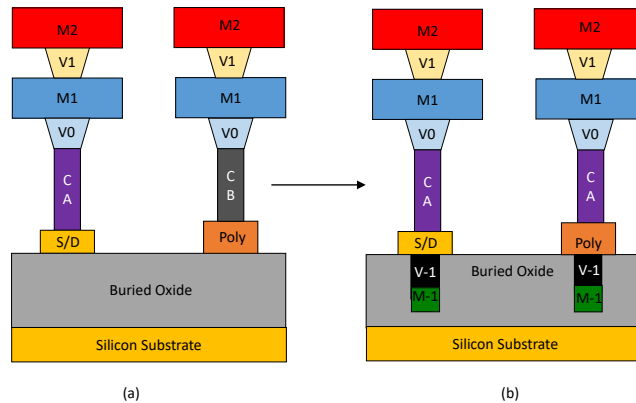 M2
M2
V1
V1
M1
M1
V0
V0
C
A
C
B
S/D
Poly
Buried Oxide
Silicon Substrate
(a)
M2
M2
V1
V1
M1
M1
V0
V0
C
A
C
A
S/D
Poly
V-1
Buried Oxide
V-1
M-1
M-1
Silicon Substrate
(b)